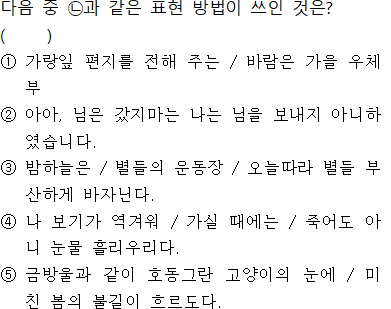 다음 중 ㉡과 같은 표현 방법이 쓰인 것은?
(      )
① 가랑잎 편지를 전해 주는 / 바람은 가을 우체
부
② 아아, 님은 갔지마는 나는 님을 보내지 아니하
였습니다.
③ 밤하늘은 / 별들의 운동장 / 오늘따라 별들 부
산하게 바자닌다.
④ 나 보기가 역겨워 / 가실 때에는 / 죽어도 아
니 눈물 흘리우리다.
⑤ 금방울과 같이 호동그란 고양이의 눈에 / 미
친 봄의 불길이 흐르도다.